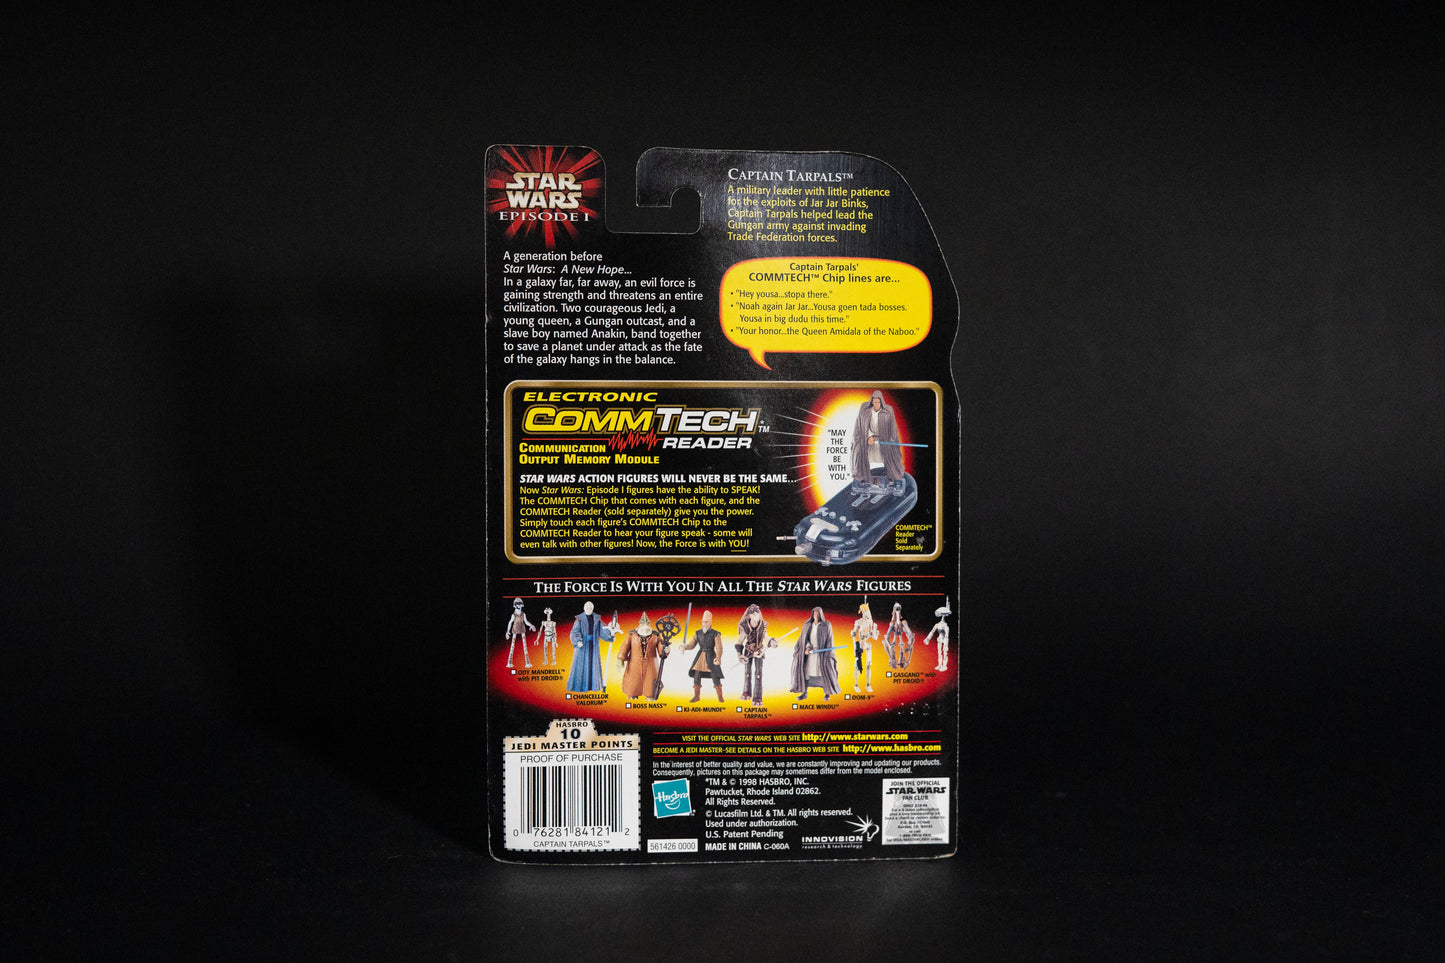 STAR
WARS
EPISODE I
CAPTAIN TARPALS™
A military leader with little patience
for the exploits of Jar Jar Binks,
Captain Tarpals helped lead the
Gungan army against invading
Trade Federation forces.
A generation before
Star Wars: A New Hope...
In a galaxy far, far away, an evil force is
gaining strength and threatens an entire
civilization. Two courageous Jedi, a
young queen, a Gungan outcast, and a
slave boy named Anakin, band together
to save a planet under attack as the fate
of the galaxy hangs in the balance.
Captain Tarpals'
COMMTECH™ Chip lines are...
• "Hey yousa...stopa there."
• "Noah again Jar Jar...Yousa goen tada bosses.
Yousa in big dudu this time."
• "Your honor...the Queen Amidala of the Naboo."
ELECTRONIC
COMMTECH™
READER
COMMUNICATION
OUTPUT MEMORY MODULE
STAR WARS ACTION FIGURES WILL NEVER BE THE SAME...
Now Star Wars: Episode I figures have the ability to SPEAK!
The COMMTECH Chip that comes with each figure, and the
COMMTECH Reader (sold separately) give you the power.
Simply touch each figure's COMMTECH Chip to the
COMMTECH Reader to hear your figure speak - some will
even talk with other figures! Now, the Force is with YOU!
"MAY
THE
FORCE
BE
WITH
YOU."
COMMTECH™
Reader
Sold
Separately
THE FORCE IS WITH YOU IN ALL THE STAR WARS FIGURES
ODY MANDRELL™
with PIT DROID®
CHANCELLOR
VALORUM™
BOSS NASS™
KI-ADI-MUNDI™
CAPTAIN
TARPALS™
MACE WINDU™
OOM-9™
GASGANO™ with
PIT DROID®
HASBRO
10
JEDI MASTER POINTS
PROOF OF PURCHASE
0 76281 84121 2
CAPTAIN TARPALS™
VISIT THE OFFICIAL STAR WARS WEB SITE http://www.starwars.com
BECOME A JEDI MASTER-SEE DETAILS ON THE HASBRO WEB SITE http://www.hasbro.com
In the interest of better quality and value, we are constantly improving and updating our products.
Consequently, pictures on this package may sometimes differ from the model enclosed.
Hasbro
®
*TM & © 1998 HASBRO, INC.
Pawtucket, Rhode Island 02862.
All Rights Reserved.
© Lucasfilm Ltd. & TM. All rights reserved.
Used under authorization.
U.S. Patent Pending
561426 0000
MADE IN CHINA C-060A
INNOVISION
research & technology
JOIN THE OFFICIAL
STAR WARS
FAN CLUB